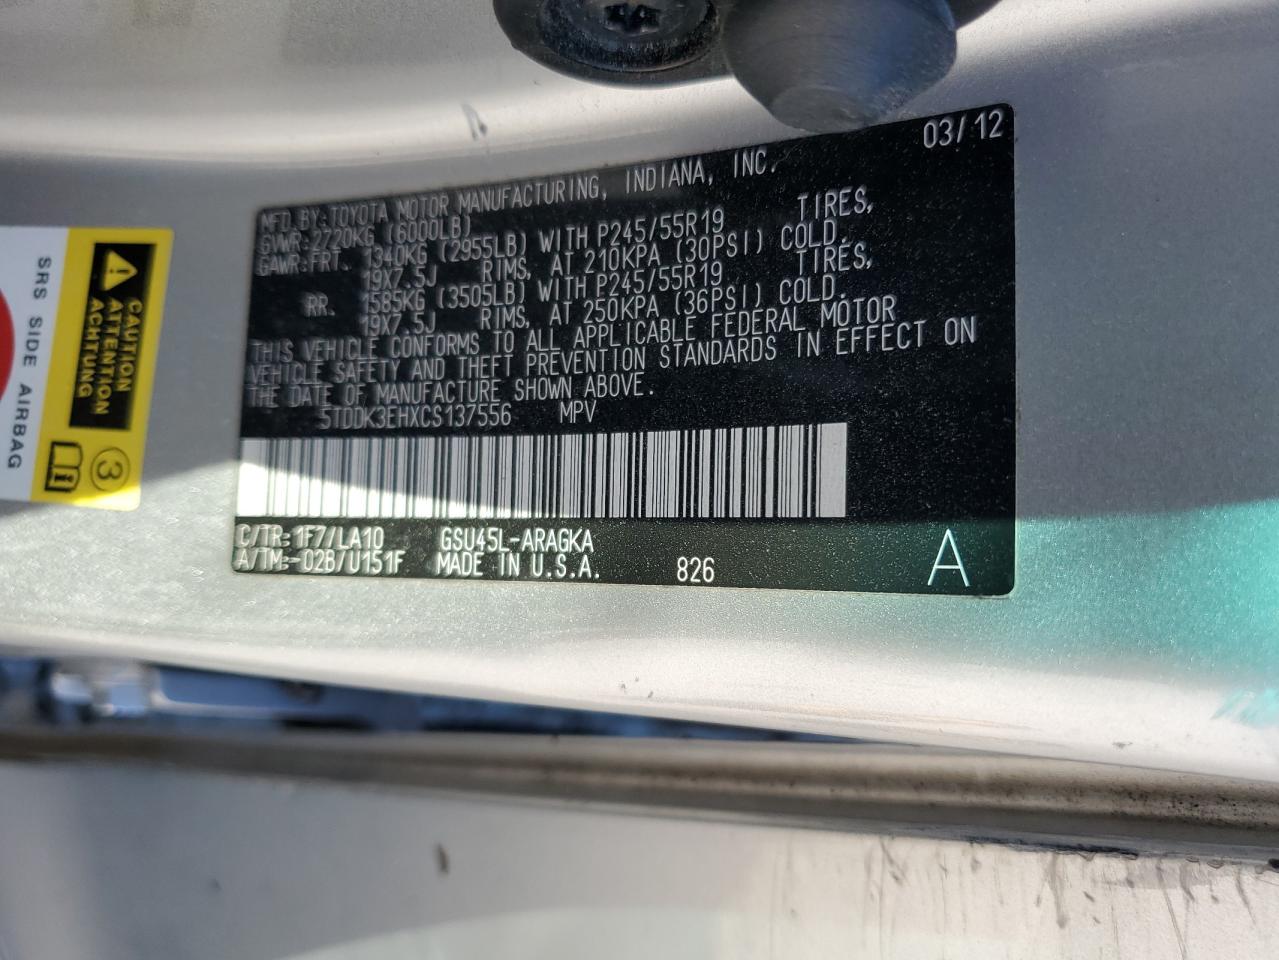 03/12
MFD. BY: TOYOTA MOTOR MANUFACTURING, INDIANA, INC.
GVWR: 2720KG (6000LB)
GAWR: FRT. 1340KG (2955LB) WITH P245/55R19 TIRES,
19X7.5J RIMS, AT 210KPA (30PSI) COLD.
RR. 1585KG (3505LB) WITH P245/55R19 TIRES,
19X7.5J RIMS, AT 250KPA (36PSI) COLD.
THIS VEHICLE CONFORMS TO ALL APPLICABLE FEDERAL MOTOR
VEHICLE SAFETY AND THEFT PREVENTION STANDARDS IN EFFECT ON
THE DATE OF MANUFACTURE SHOWN ABOVE.
5TDDK3EHXCS137556 MPV
C/TR: 1F7/LA10 GSU45L-ARAGKA
A/TM: -02B/U151F MADE IN U.S.A. 826
A
CAUTION
ATTENTION
ACHTUNG
3
SRS SIDE AIRBAG